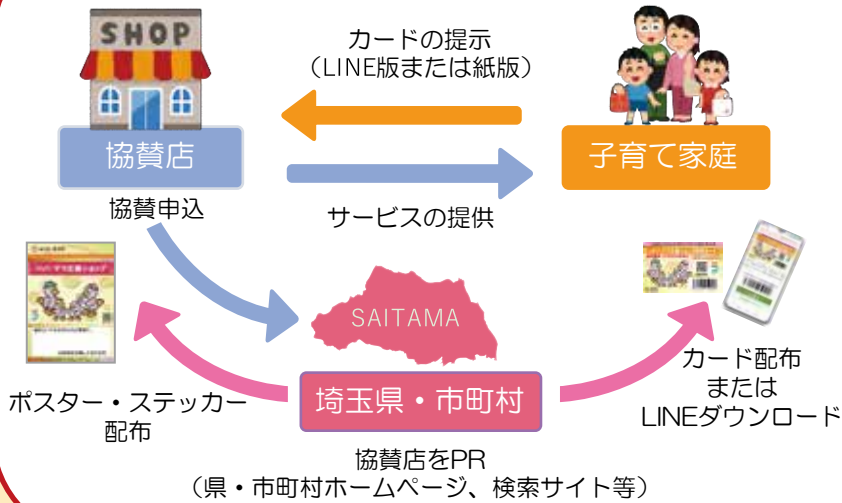 SHOP
カードの提示
（LINE版または紙版）
協賛店
子育て家庭
協賛申込
サービスの提供
SAITAMA
ポスター・ステッカー
配布
埼玉県・市町村
カード配布
または
LINEダウンロード
協賛店をPR
（県・市町村ホームページ、検索サイト等）